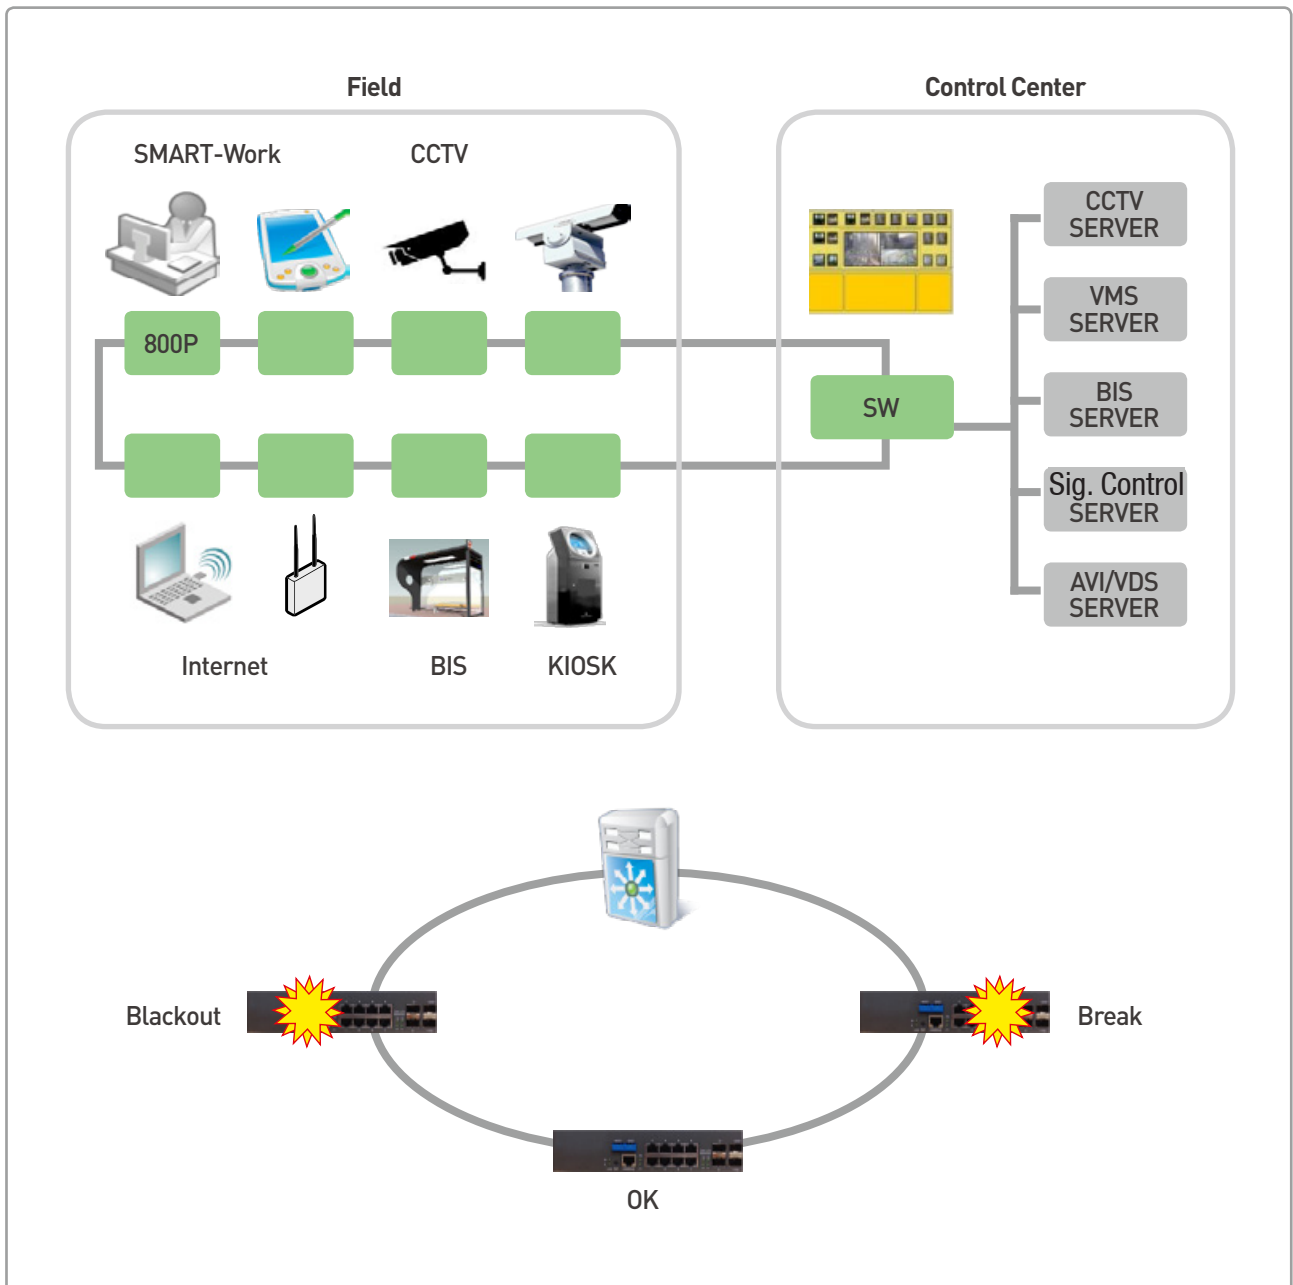 Field
Control Center
SMART-Work
CCTV
800P
SW
CCTV
SERVER
VMS
SERVER
BIS
SERVER
Sig. Control
SERVER
AVI/VDS
SERVER
Internet
BIS
KIOSK
Blackout
Break
OK